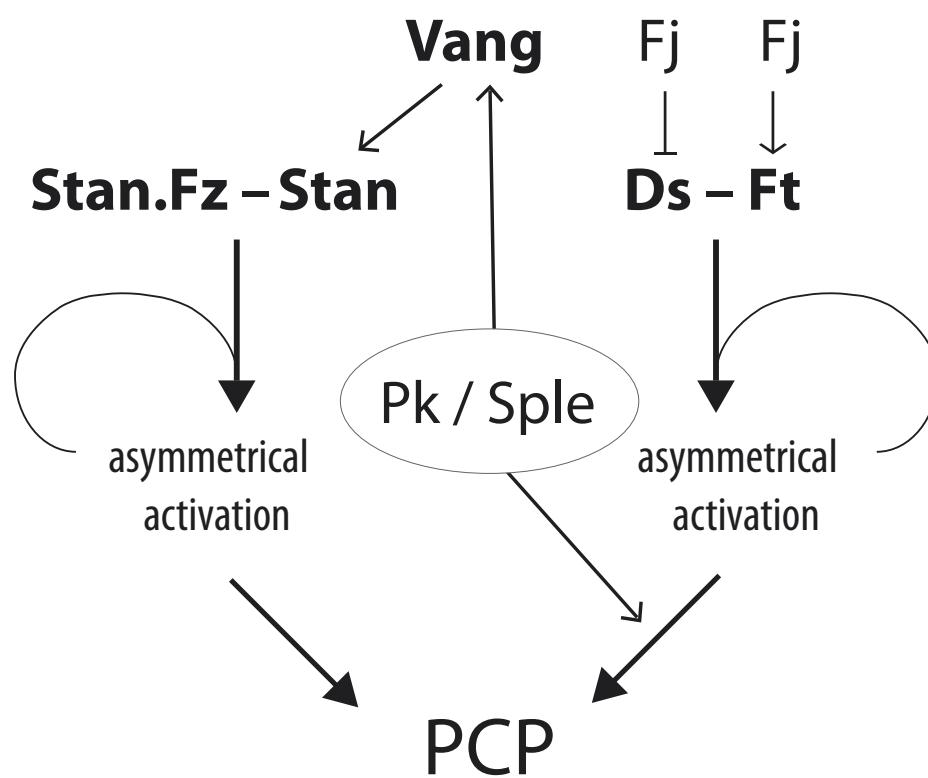 Vang Fj Fj
Stan.Fz – Stan Ds – Ft
Pk / Sple
asymmetrical asymmetrical
activation activation
PCP